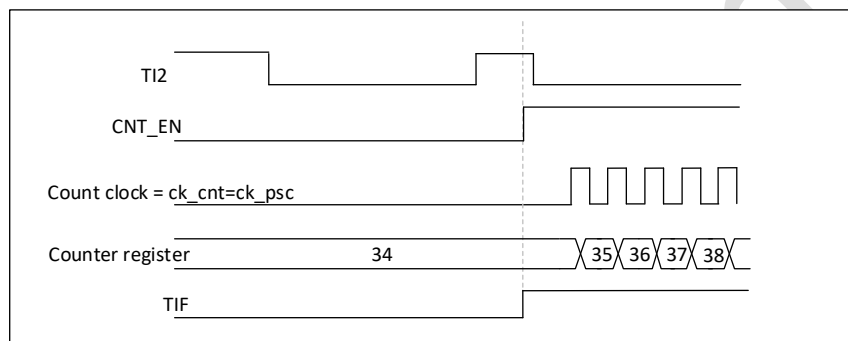 TI2
CNT_EN
Count clock = ck_cnt=ck_psc
Counter register 34 35 36 37 38
TIF